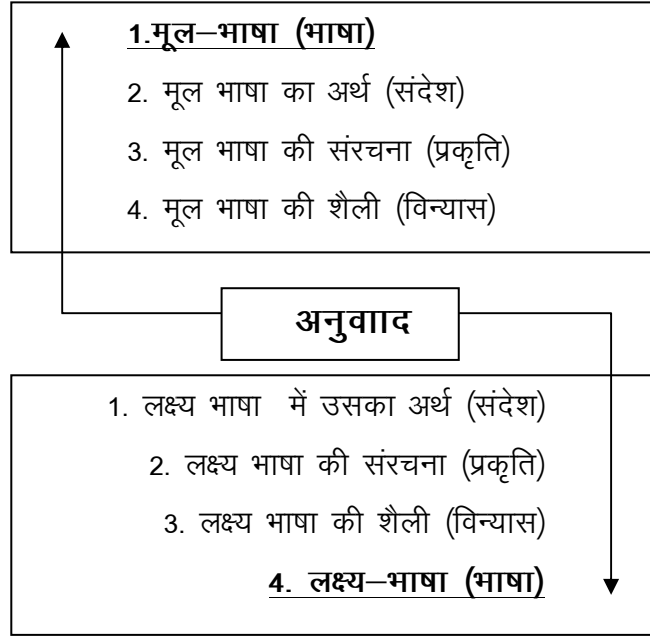 1.मूल–भाषा (भाषा)
2. मूल भाषा का अर्थ (संदेश)
3. मूल भाषा की संरचना (प्रकृति)
4. मूल भाषा की शैली (विन्यास)
अनुवााद
1. लक्ष्य भाषा में उसका अर्थ (संदेश)
2. लक्ष्य भाषा की संरचना (प्रकृति)
3. लक्ष्य भाषा की शैली (विन्यास)
4. लक्ष्य–भाषा (भाषा)